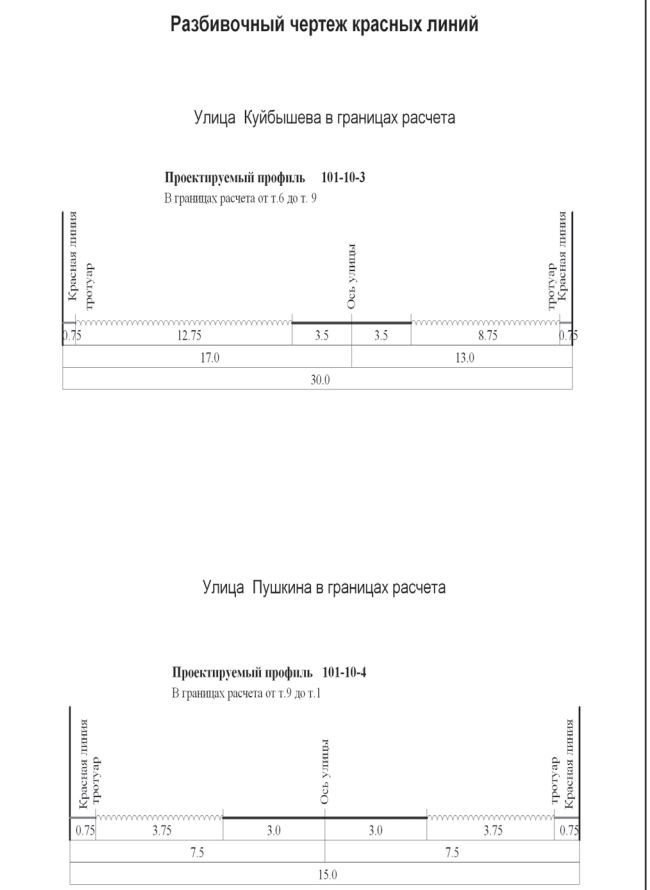 Разбивочный чертеж красных линий
Улица Куйбышева в границах расчета
Проектируемый профиль 101-10-3
В границах расчета от т.6 до т. 9
Красная линия
тротуар
Ось улицы
тротуар
Красная линия
0.75 12.75 3.5 3.5 8.75 0.75
17.0 13.0
30.0
Улица Пушкина в границах расчета
Проектируемый профиль 101-10-4
В границах расчета от т.9 до т.1
Красная линия
тротуар
Ось улицы
тротуар
Красная линия
0.75 3.75 3.0 3.0 3.75 0.75
7.5 7.5
15.0